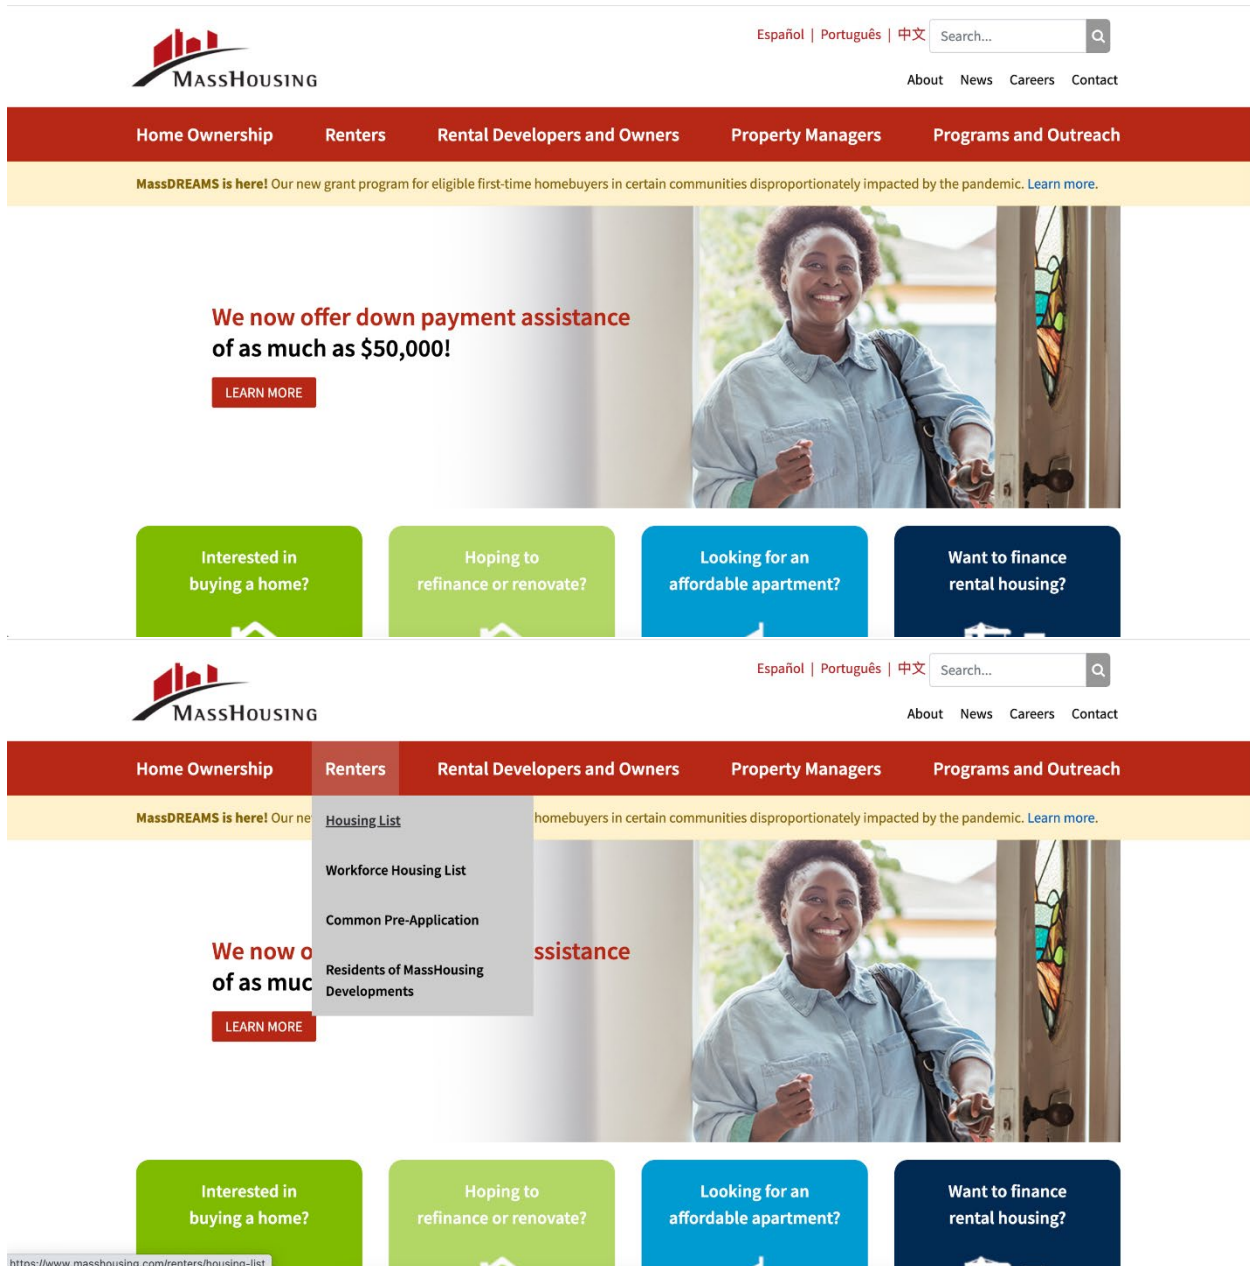 Español | Português | 中文 Search...
MASSHOUSING
About News Careers Contact
Home Ownership Renters Rental Developers and Owners Property Managers Programs and Outreach
MassDREAMS is here! Our new grant program for eligible first-time homebuyers in certain communities disproportionately impacted by the pandemic. Learn more.
We now offer down payment assistance
of as much as $50,000!
LEARN MORE
Interested in
buying a home?
Hoping to
refinance or renovate?
Looking for an
affordable apartment?
Want to finance
rental housing?
Español | Português | 中文 Search...
MASSHOUSING
About News Careers Contact
Home Ownership Renters Rental Developers and Owners Property Managers Programs and Outreach
MassDREAMS is here! Our ne
homebuyers in certain communities disproportionately impacted by the pandemic. Learn more.
Housing List
Workforce Housing List
Common Pre-Application
Residents of MassHousing
Developments
We now o ssistance
of as muc
LEARN MORE
Interested in
buying a home?
Hoping to
refinance or renovate?
Looking for an
affordable apartment?
Want to finance
rental housing?
https://www.masshousing.com/renters/housing-list